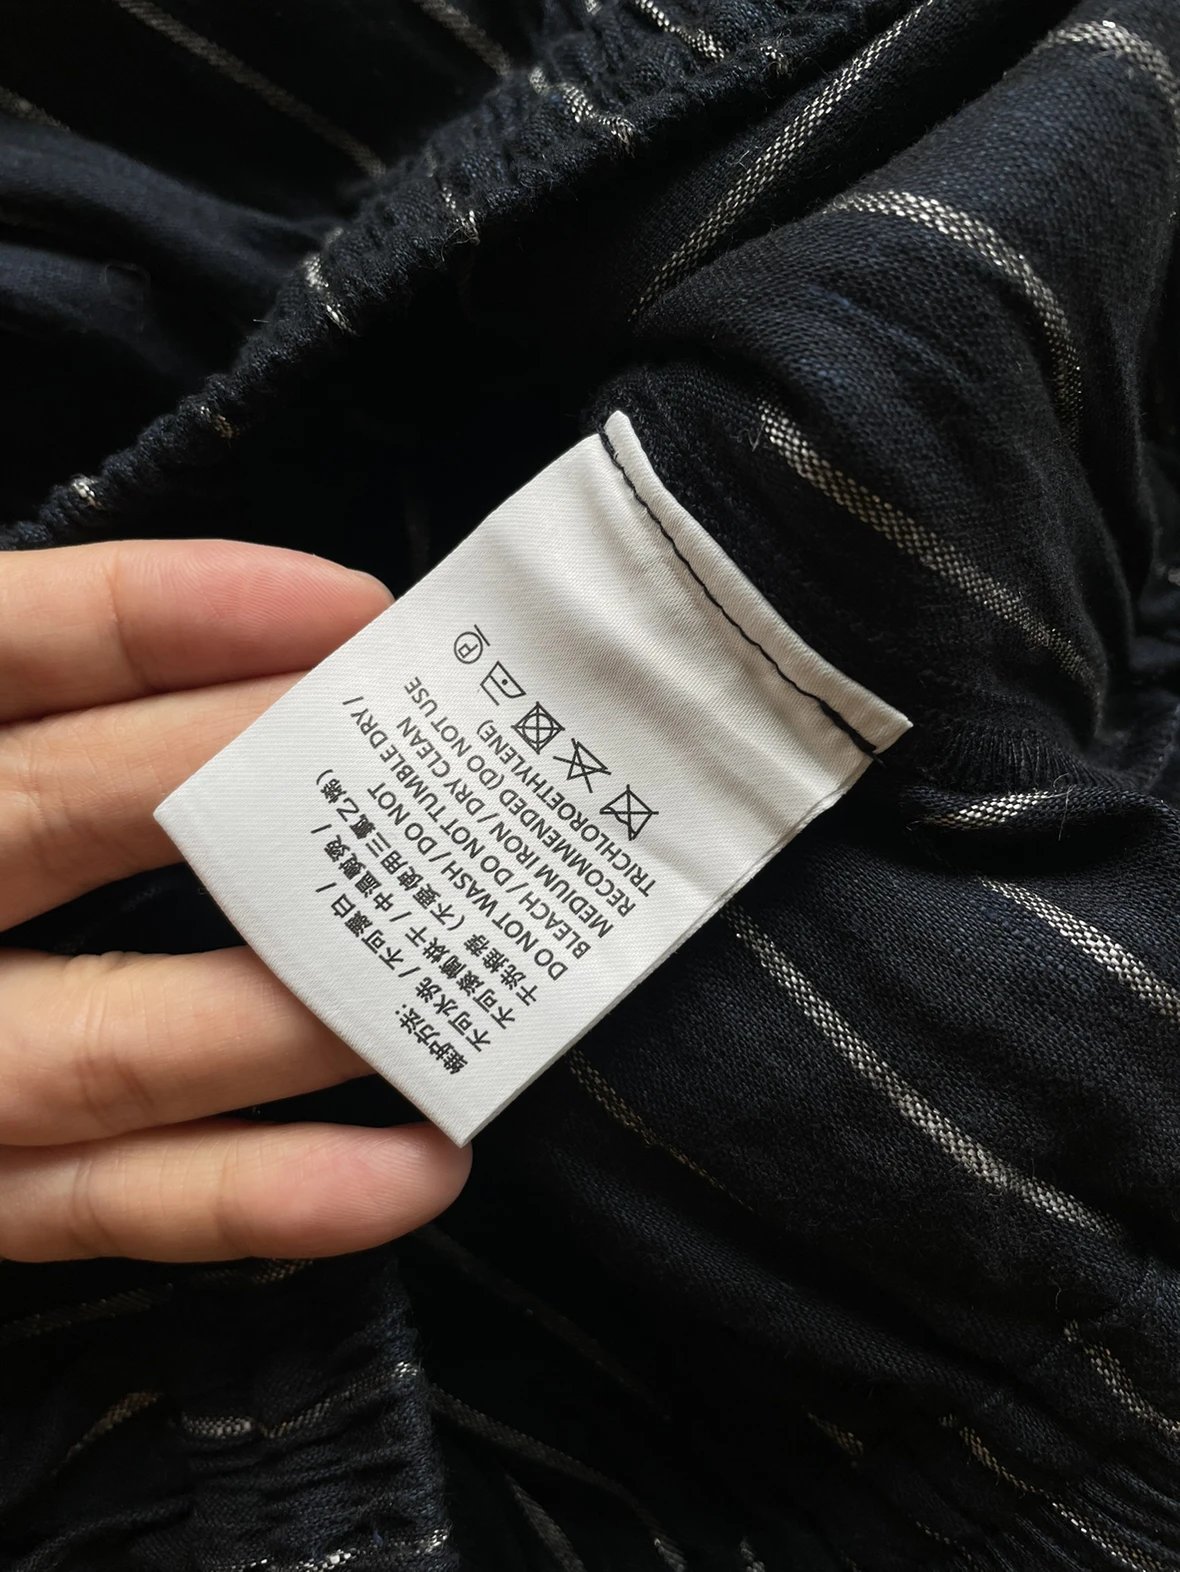 維护方法:
不可水洗 / 不可漂白 /
不可滾筒烘干 / 中溫熨燙 /
干洗推薦（不要使用三氯乙烯）
DO NOT WASH / DO NOT
BLEACH / DO NOT TUMBLE DRY /
MEDIUM IRON / DRY CLEAN
RECOMMENDED (DO NOT USE
TRICHLOROETHYLENE)
P